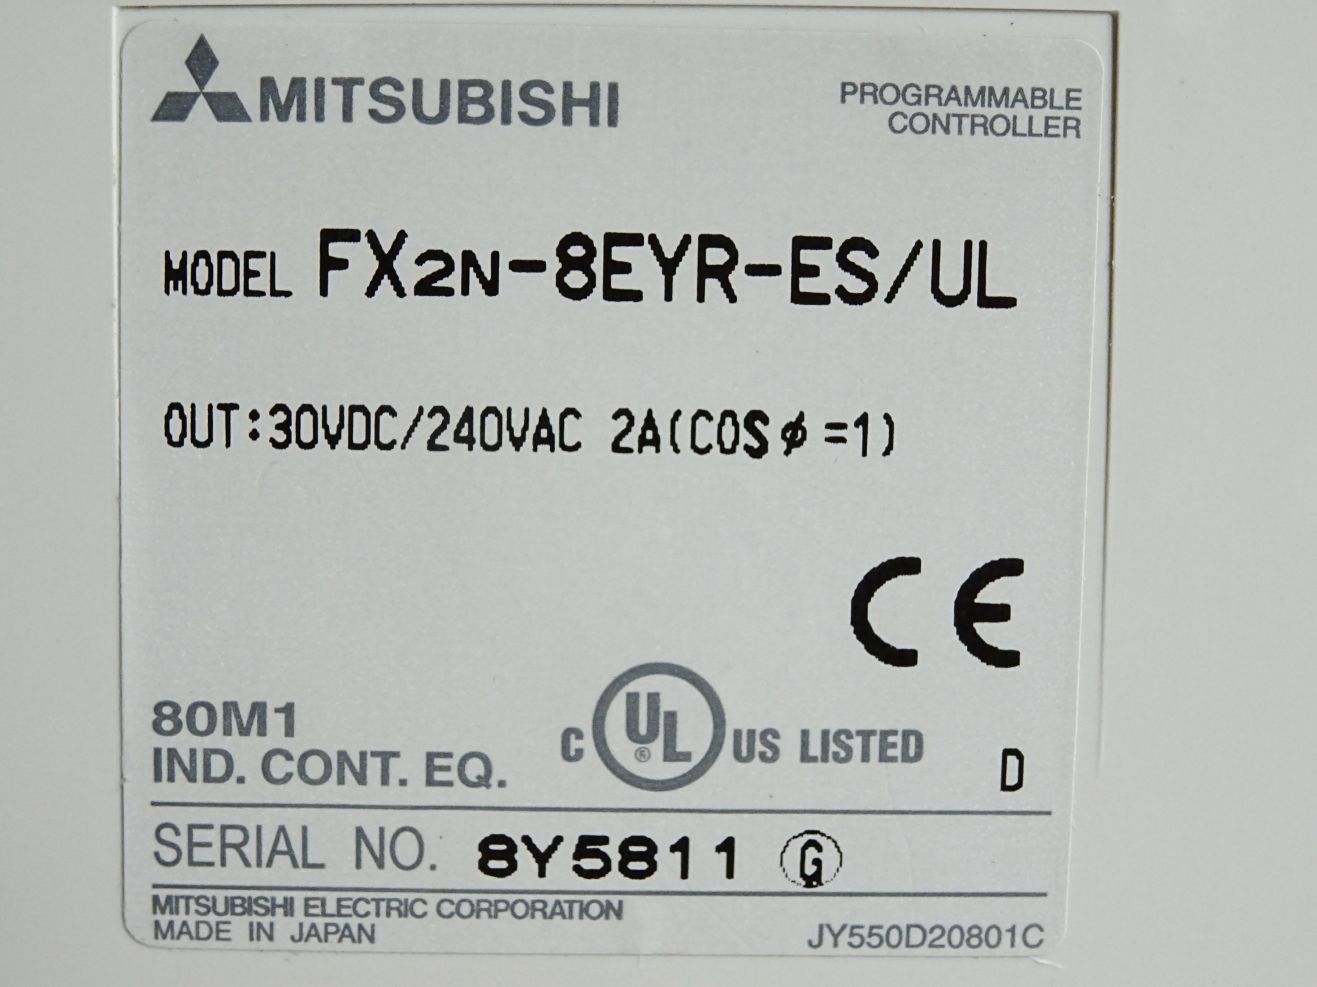 MITSUBISHI
PROGRAMMABLE
CONTROLLER
MODEL FX2N-8EYR-ES/UL
OUT:30VDC/240VAC 2A(COSφ=1)
CE
80M1
IND. CONT. EQ.
C UL® US LISTED
D
SERIAL NO. 8Y5811 G
MITSUBISHI ELECTRIC CORPORATION
MADE IN JAPAN
JY550D20801C